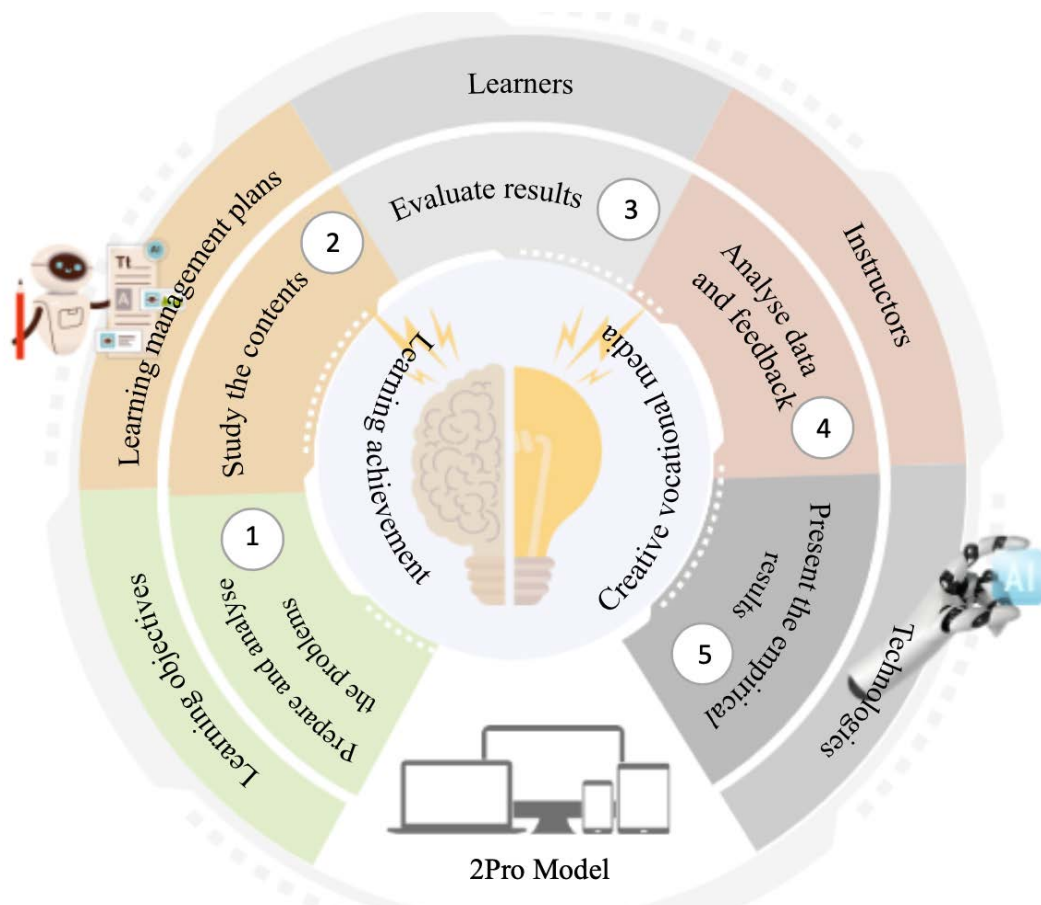 Learners
Evaluate results
3
Learning management plans
Study the contents
2
Instructors
Analyse data
and feedback
4
Learning achievement
Creative vocational media
Tt
A
AI
1
Prepare and analyse
the problems
Learning objectives
Present the empirical
results
5
Technologies
AI
2Pro Model